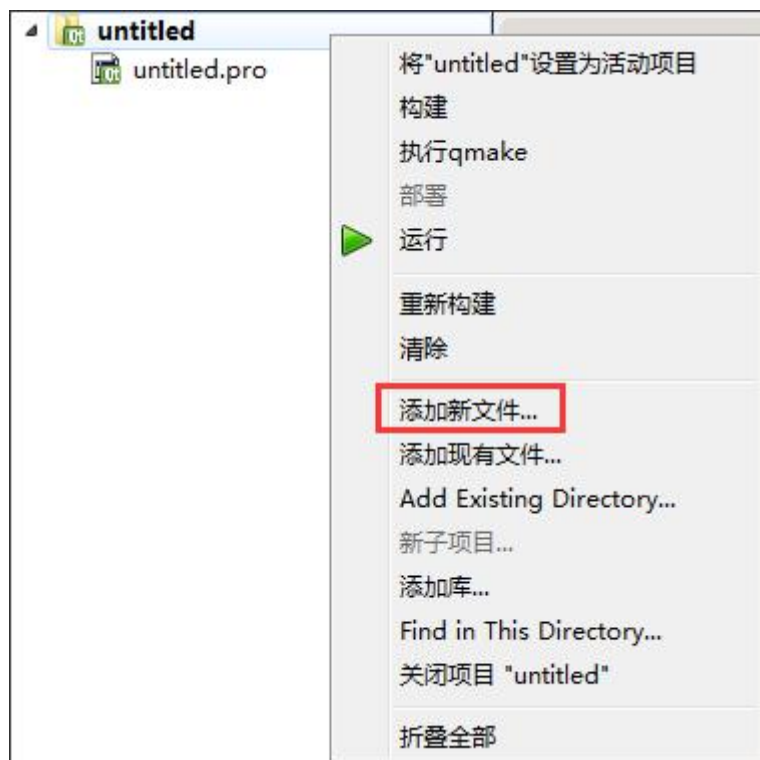 untitled
untitled.pro
将"untitled"设置为活动项目
构建
执行qmake
部署
运行
重新构建
清除
添加新文件...
添加现有文件...
Add Existing Directory...
新子项目...
添加库...
Find in This Directory...
关闭项目 "untitled"
折叠全部